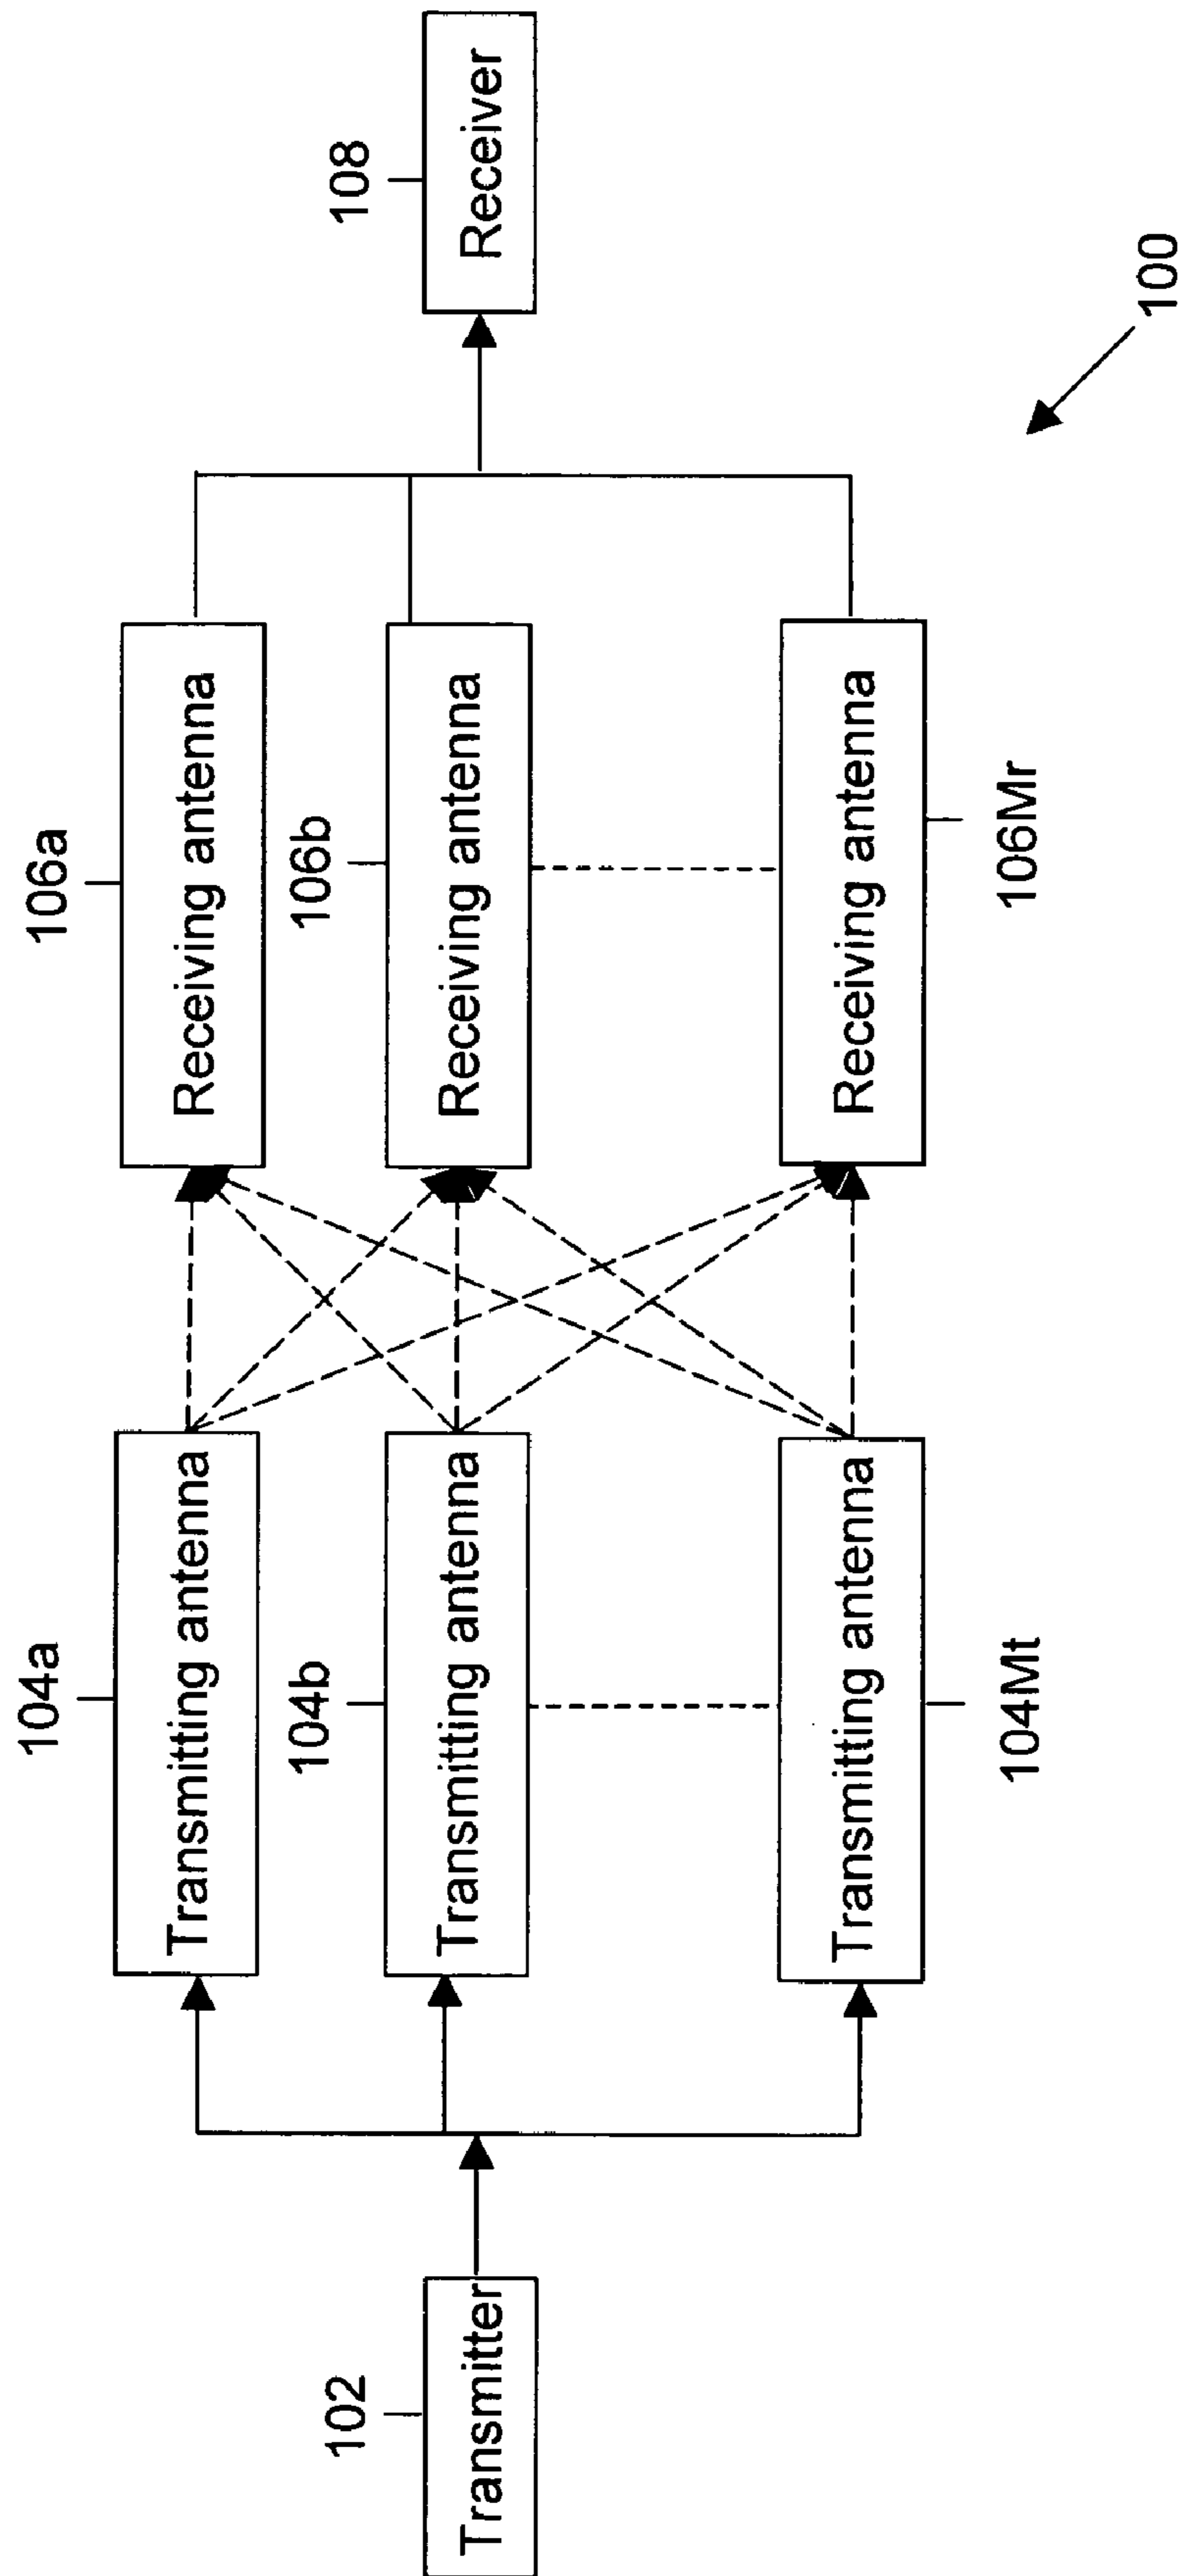 102
Transmitter
104a
Transmitting antenna
104b
Transmitting antenna
104Mt
Transmitting antenna
106a
Receiving antenna
106b
Receiving antenna
106Mr
Receiving antenna
108
Receiver
100